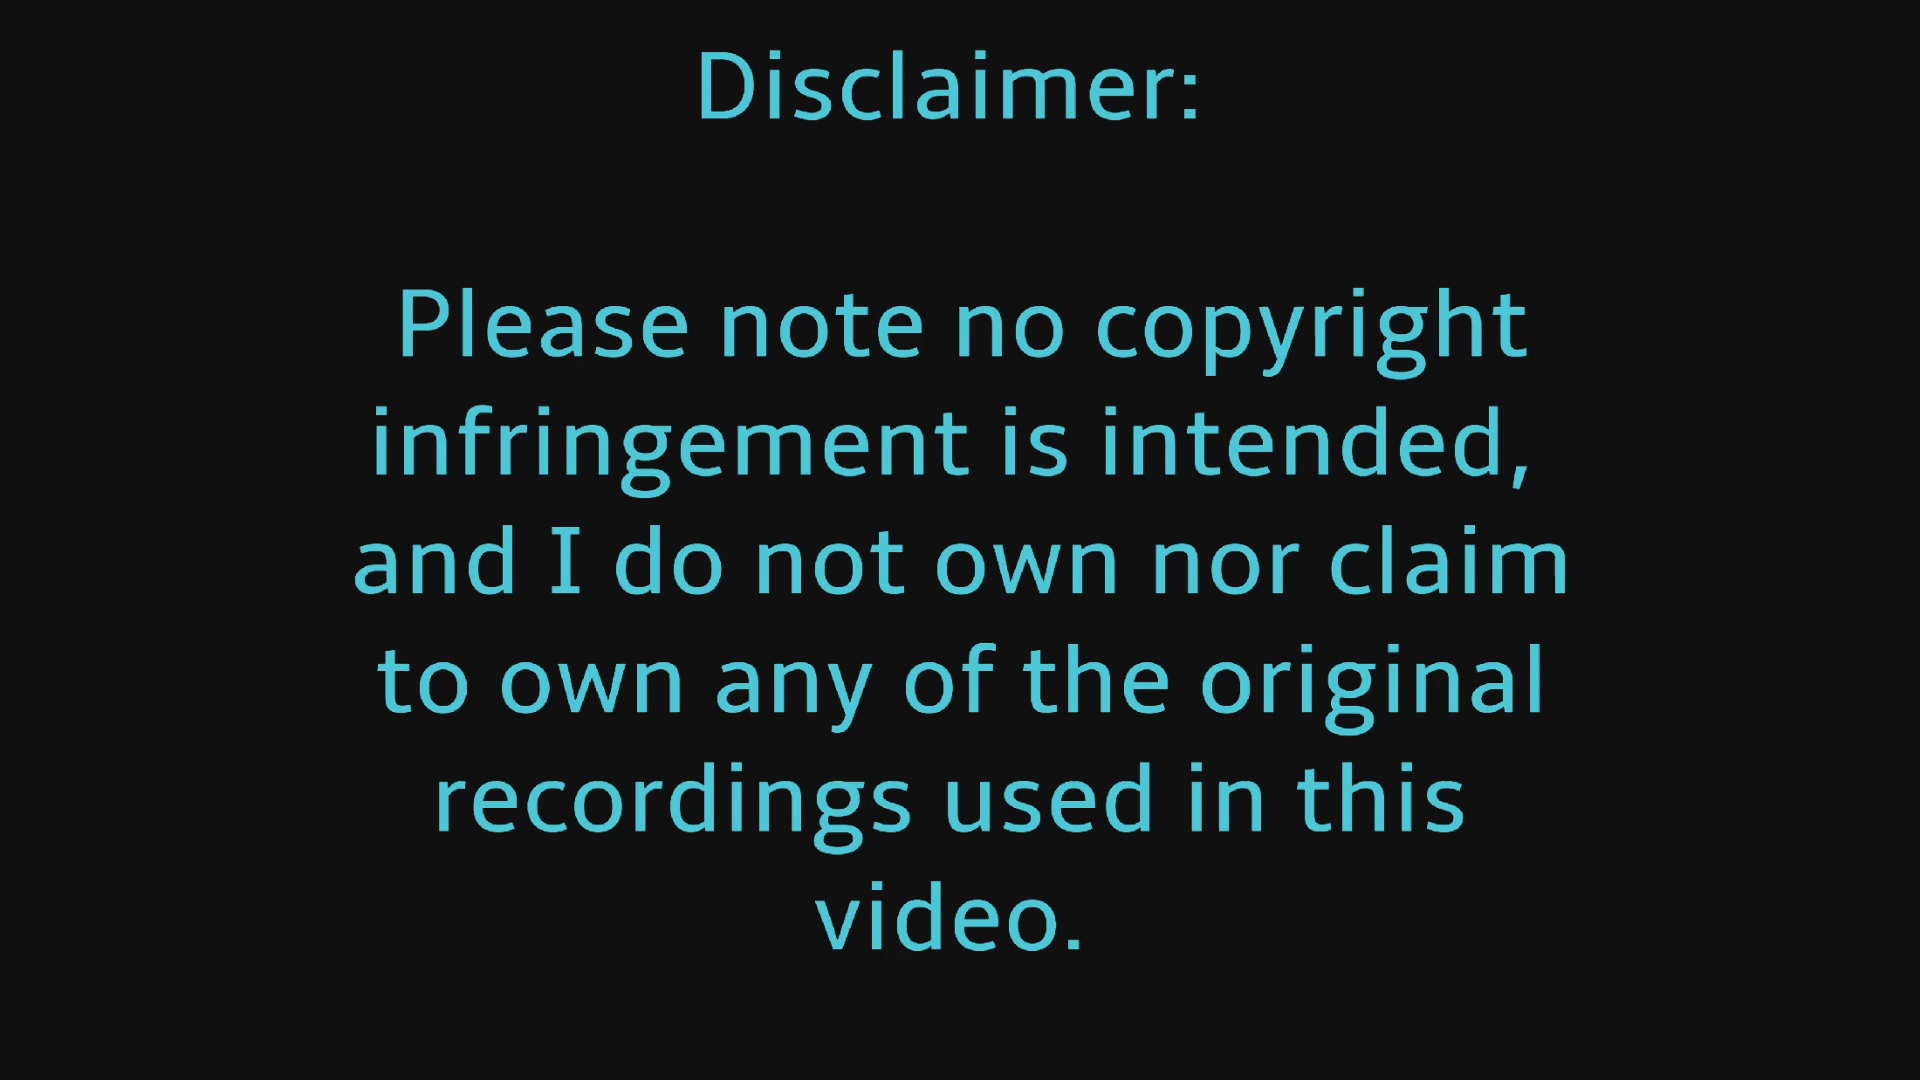 Disclaimer:
Please note no copyright
infringement is intended,
and I do not own nor claim
to own any of the original
recordings used in this
video.